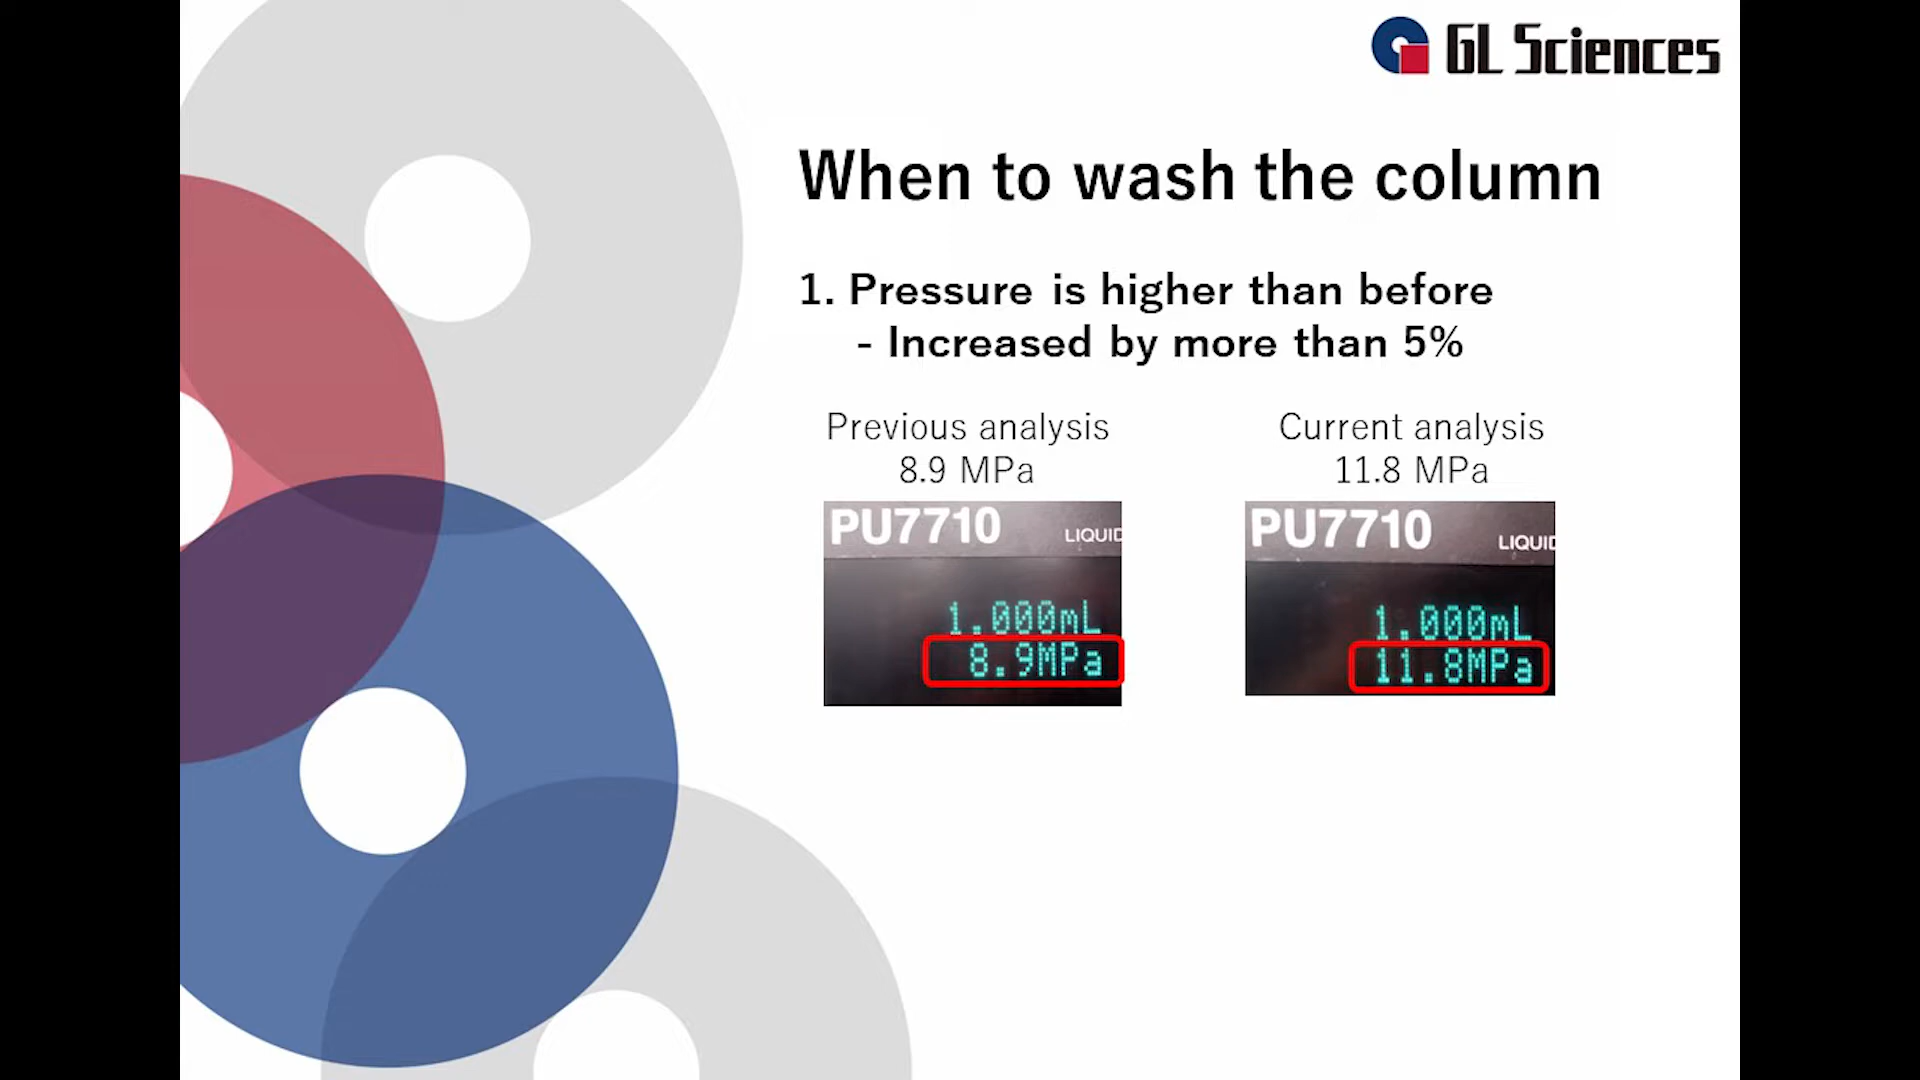 GL Sciences
When to wash the column
1. Pressure is higher than before
- Increased by more than 5%
Previous analysis
8.9 MPa
Current analysis
11.8 MPa
PU7710
LIQUID
1.000mL
8.9MPa
PU7710
LIQUID
1.000mL
11.8MPa